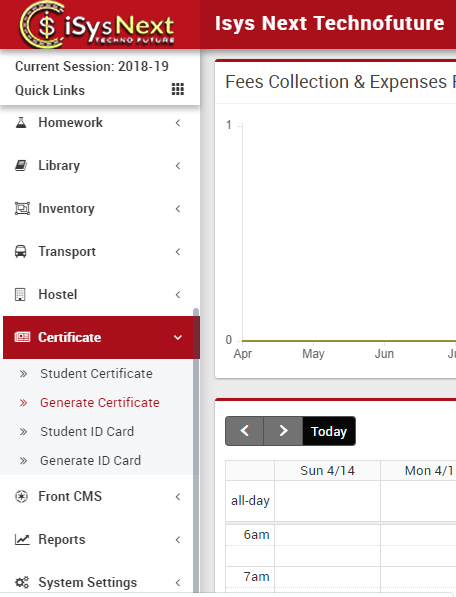 iSysNext
TECHNO FUTURE
Isys Next Technofuture
Current Session: 2018-19
Quick Links
Homework
Library
Inventory
Transport
Hostel
Certificate
Student Certificate
Generate Certificate
Student ID Card
Generate ID Card
Front CMS
Reports
System Settings
Fees Collection & Expenses
1
0
Apr May Jun
Today
Sun 4/14 Mon 4/1
all-day
6am
7am